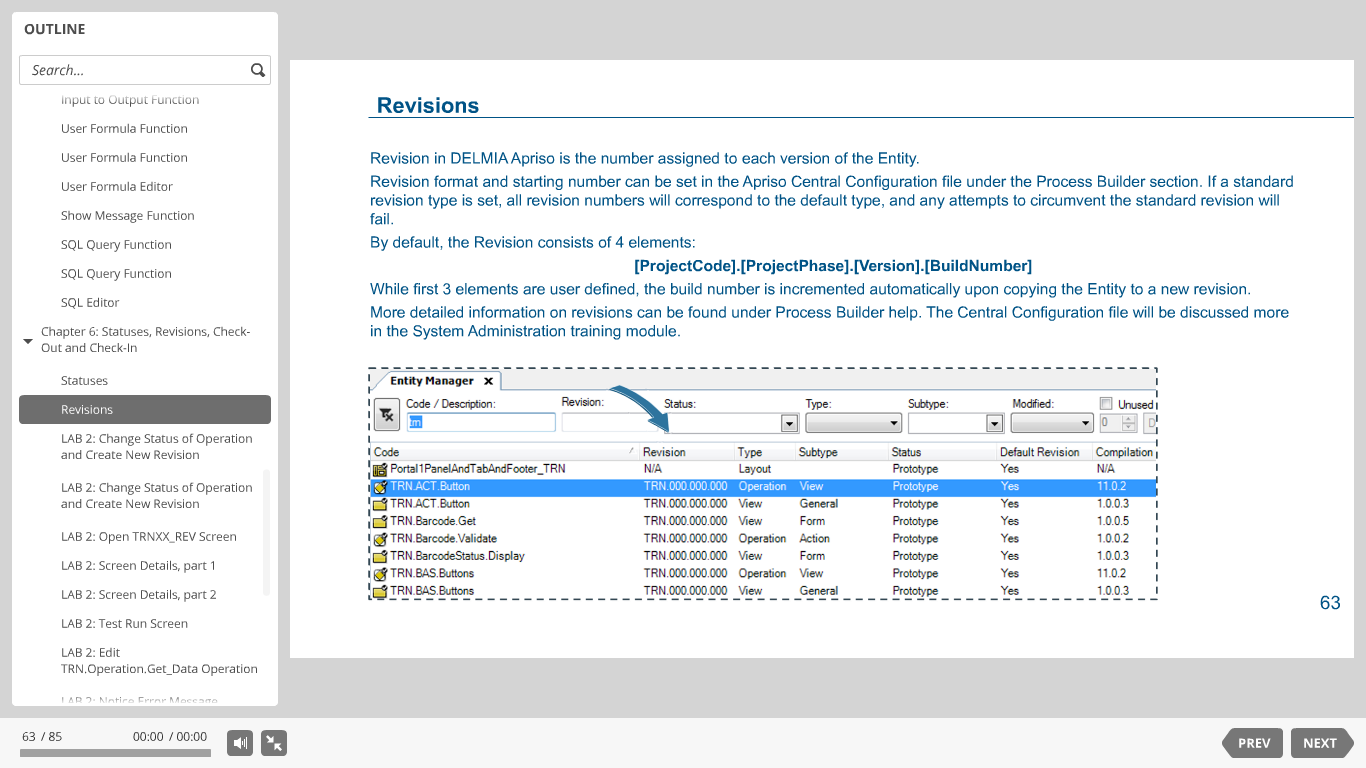 OUTLINE
Search...
Input to Output Function
User Formula Function
User Formula Function
User Formula Editor
Show Message Function
SQL Query Function
SQL Query Function
SQL Editor
Chapter 6: Statuses, Revisions, Check-
Out and Check-In
Statuses
Revisions
LAB 2: Change Status of Operation
and Create New Revision
LAB 2: Change Status of Operation
and Create New Revision
LAB 2: Open TRNXX_REV Screen
LAB 2: Screen Details, part 1
LAB 2: Screen Details, part 2
LAB 2: Test Run Screen
LAB 2: Edit
TRN.Operation.Get_Data Operation
LAB 2: Notice Error Message
Revisions
Revision in DELMIA Apriso is the number assigned to each version of the Entity.
Revision format and starting number can be set in the Apriso Central Configuration file under the Process Builder section. If a standard
revision type is set, all revision numbers will correspond to the default type, and any attempts to circumvent the standard revision will
fail.
By default, the Revision consists of 4 elements:
[ProjectCode].[ProjectPhase].[Version].[BuildNumber]
While first 3 elements are user defined, the build number is incremented automatically upon copying the Entity to a new revision.
More detailed information on revisions can be found under Process Builder help. The Central Configuration file will be discussed more
in the System Administration training module.
Entity Manager X
Code / Description: Revision: Status: Type: Subtype: Modified: Unused
trn 0 D
Code Revision Type Subtype Status Default Revision Compilation
Portal1PanelAndTabAndFooter_TRN N/A Layout Prototype Yes N/A
TRN.ACT.Button TRN.000.000.000 Operation View Prototype Yes 11.0.2
TRN.ACT.Button TRN.000.000.000 View General Prototype Yes 1.0.0.3
TRN.Barcode.Get TRN.000.000.000 View Form Prototype Yes 1.0.0.5
TRN.Barcode.Validate TRN.000.000.000 Operation Action Prototype Yes 1.0.0.2
TRN.BarcodeStatus.Display TRN.000.000.000 View Form Prototype Yes 1.0.0.3
TRN.BAS.Buttons TRN.000.000.000 Operation View Prototype Yes 11.0.2
TRN.BAS.Buttons TRN.000.000.000 View General Prototype Yes 1.0.0.3
63
63 / 85 00:00 / 00:00
PREV NEXT